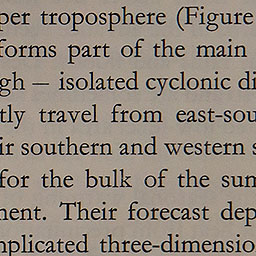 per troposphere (Figure
forms part of the main
gh – isolated cyclonic di
tly travel from east-sou
ir southern and western s
for the bulk of the sum
ment. Their forecast dep
mplicated three-dimensio